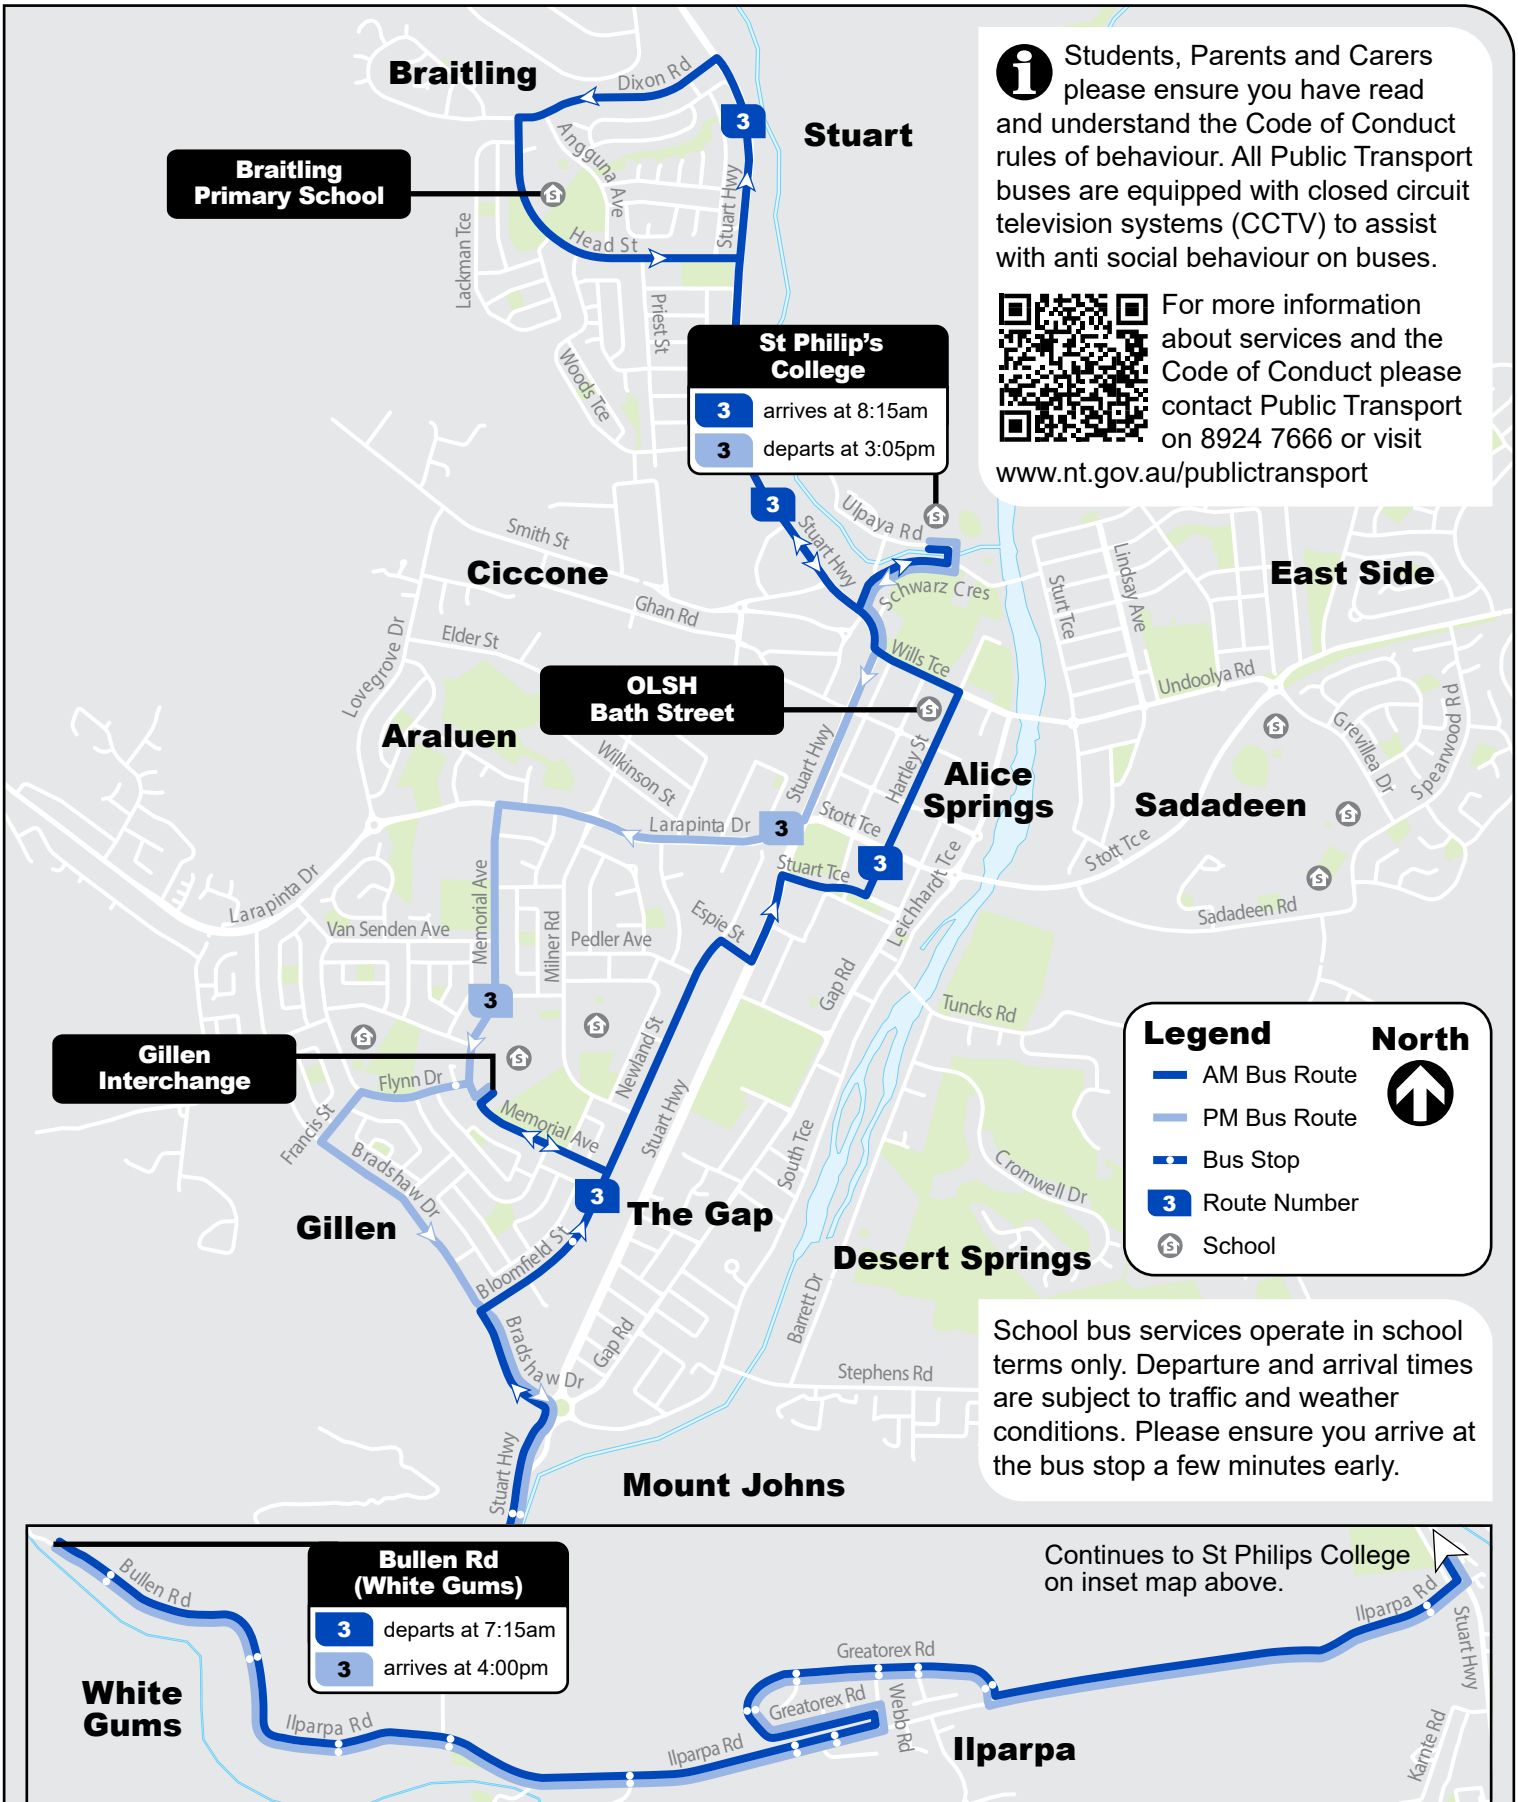 Braitling
Dixon Rd
3
Stuart
Angguna Ave
Braitling
Primary School
S
Stuart Hwy
Lackman Tce
Head St
Priest St
Woods Tce
i
Students, Parents and Carers
please ensure you have read
and understand the Code of Conduct
rules of behaviour. All Public Transport
buses are equipped with closed circuit
television systems (CCTV) to assist
with anti social behaviour on buses.
For more information
about services and the
Code of Conduct please
contact Public Transport
on 8924 7666 or visit
www.nt.gov.au/publictransport
St Philip's
College
3 arrives at 8:15am
3 departs at 3:05pm
3
Stuart Hwy
Ulpaya Rd
S
Schwarz Cres
Smith St
Ciccone
Ghan Rd
Elder St
Lovegrove Dr
Sturt Tce
Lindsay Ave
East Side
Undoolya Rd
Wills Tce
OLSH
Bath Street
S
Araluen
Wilkinson St
Stuart Hwy
Hartley St
Alice
Springs
S
Grevillea Dr
Spearwood Rd
Sadadeen
S
Stott Tce
Larapinta Dr
3
Stott Tce
Stuart Tce
3
S
Sadadeen Rd
Larapinta Dr
Van Senden Ave
Memorial Ave
Milner Rd
Pedler Ave
Espie St
Leichhardt Tce
Gap Rd
Tuncks Rd
3
S
S
S
Gillen
Interchange
Flynn Dr
Francis St
Memorial Ave
Newland St
Stuart Hwy
South Tce
Cromwell Dr
Bradshaw Dr
Gillen
3
The Gap
Bloomfield St
Desert Springs
Barrett Dr
Bradshaw Dr
Gap Rd
Stephens Rd
Stuart Hwy
Mount Johns
Legend
North
AM Bus Route
PM Bus Route
Bus Stop
3 Route Number
S School
School bus services operate in school
terms only. Departure and arrival times
are subject to traffic and weather
conditions. Please ensure you arrive at
the bus stop a few minutes early.
Bullen Rd
(White Gums)
3 departs at 7:15am
3 arrives at 4:00pm
Bullen Rd
White
Gums
Ilparpa Rd
Continues to St Philips College
on inset map above.
Ilparpa Rd
Stuart Hwy
Greatorex Rd
Greatorex Rd
Webb Rd
Ilparpa Rd
Ilparpa
Karnte Rd